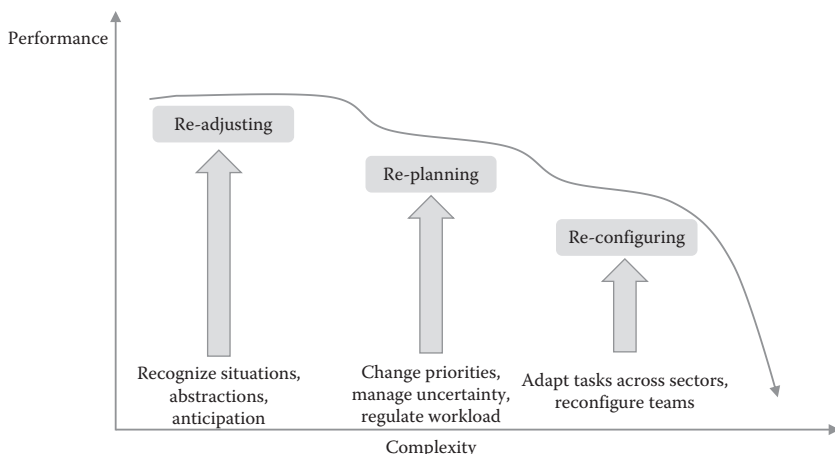 Performance
Re-adjusting
Re-planning
Re-configuring
Recognize situations,
abstractions,
anticipation
Change priorities,
manage uncertainty,
regulate workload
Adapt tasks across sectors,
reconfigure teams
Complexity